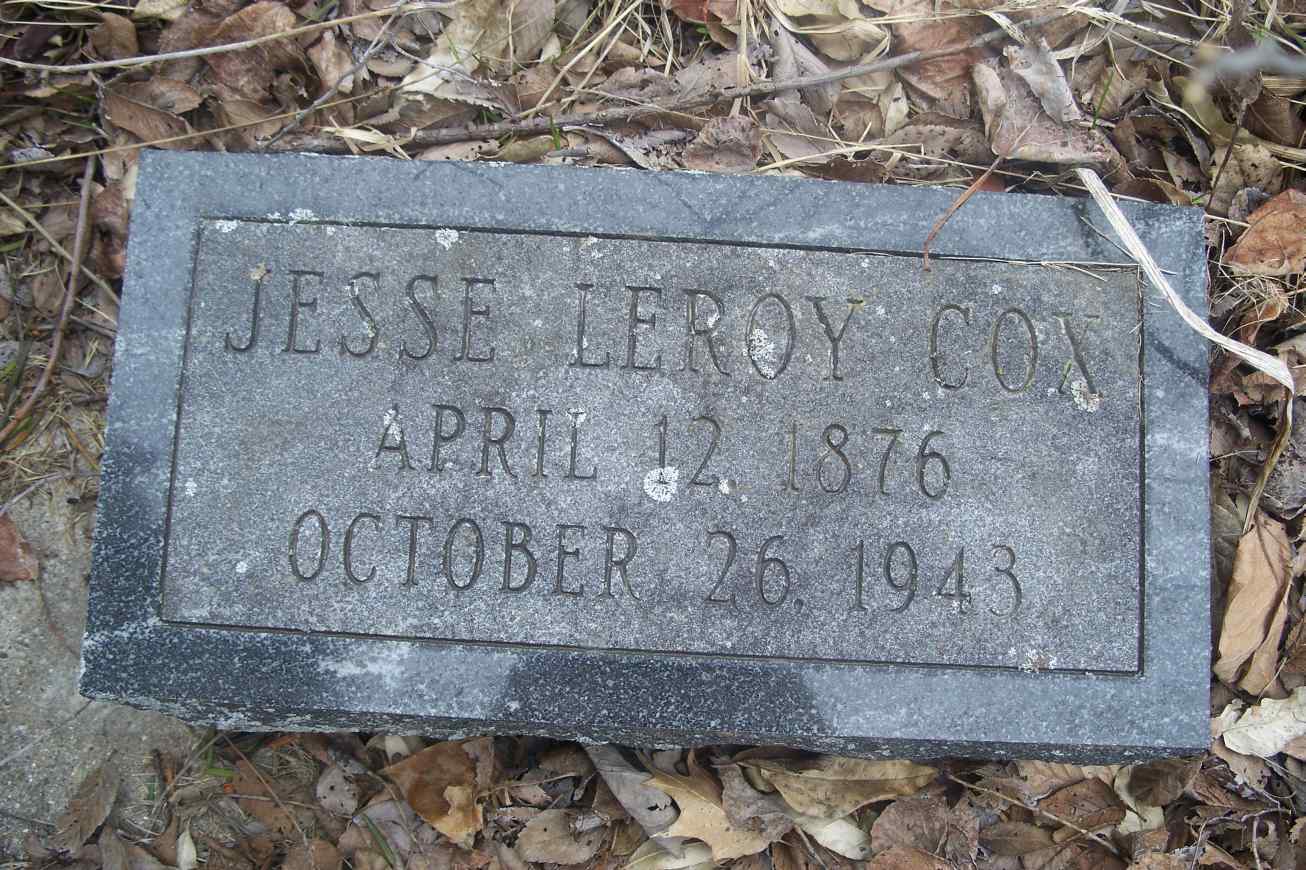 JESSE LEROY COX
APRIL 12, 1876
OCTOBER 26, 1943